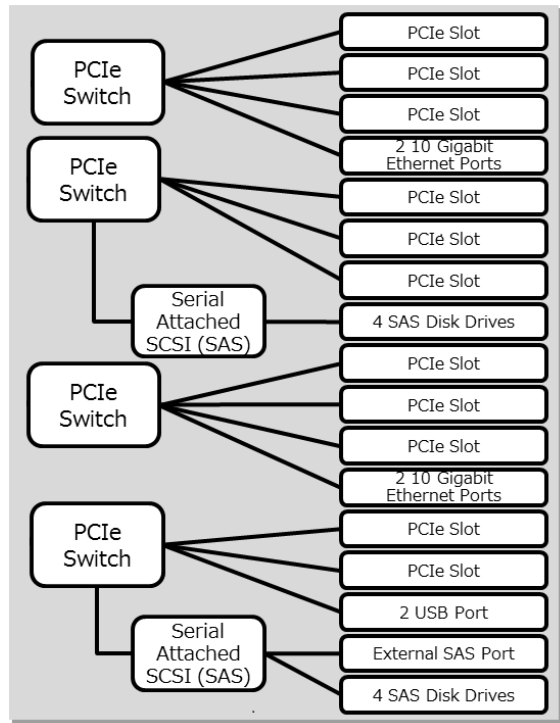 PCIe
Switch
PCIe Slot
PCIe Slot
PCIe Slot
2 10 Gigabit
Ethernet Ports
PCIe
Switch
PCIe Slot
PCIé Slot
PCIe Slot
Serial
Attached
SCSI (SAS)
4 SAS Disk Drives
PCIe
Switch
PCIe Slot
PCIe Slot
PCIe Slot
2 10 Gigabit
Ethernet Ports
PCIe
Switch
PCIe Slot
PCIe Slot
2 USB Port
Serial
Attached
SCSI (SAS)
External SAS Port
4 SAS Disk Drives